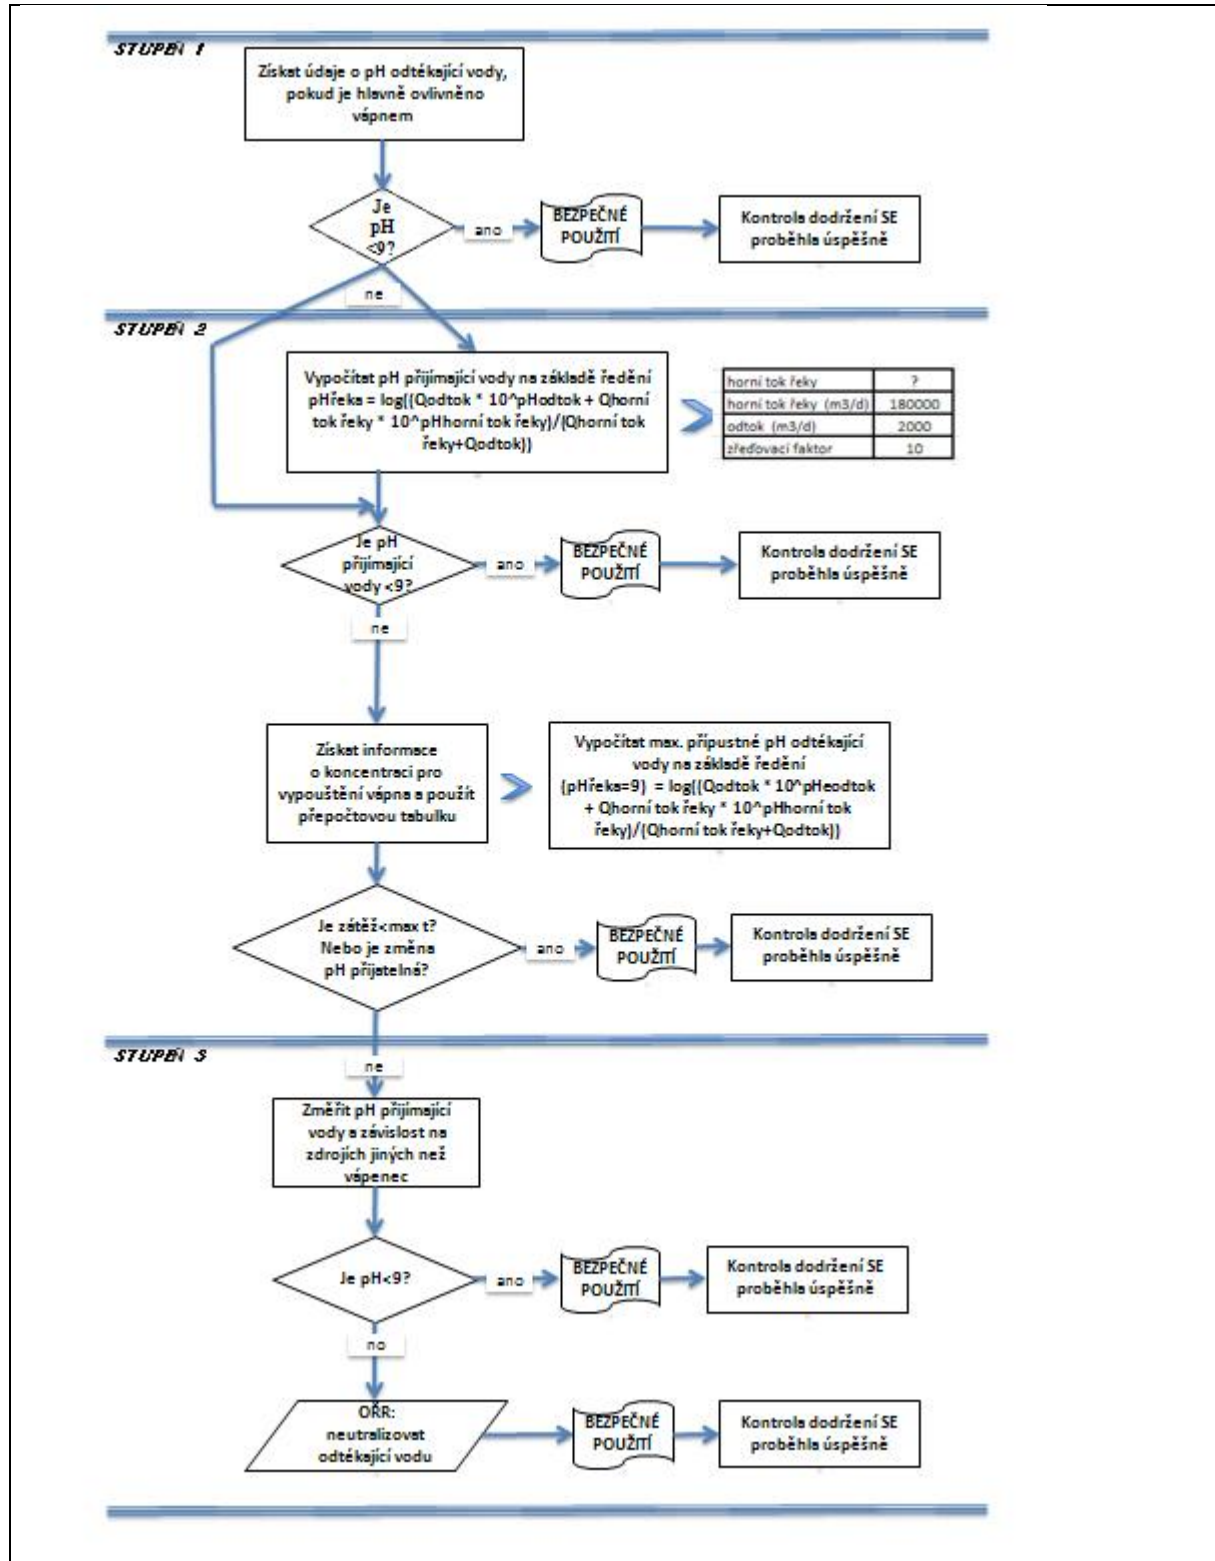 STUPEŇ 1
Získat údaje o pH odtékající vody,
pokud je hlavně ovlivněno
vápnem
Je
pH
<9?
ano
BEZPEČNÉ
POUŽITÍ
Kontrola dodržení SE
proběhla úspěšně
ne
STUPEŇ 2
Vypočítat pH přijímající vody na základě ředění
pHřeka = log((Qodtok * 10^pHodtok + Qhorní
tok řeky * 10^pHhorní tok řeky)/(Qhorní tok
řeky+Qodtok))
horní tok řeky ?
horní tok řeky (m3/d) 180000
odtok (m3/d) 2000
zřeďovací faktor 10
Je pH
přijímající
vody <9?
ano
BEZPEČNÉ
POUŽITÍ
Kontrola dodržení SE
proběhla úspěšně
ne
Získat informace
o koncentraci pro
vypouštění vápna a použít
přepočtovou tabulku
Vypočítat max. přípustné pH odtékající
vody na základě ředění
(pHřeka=9) = log((Qodtok * 10^pHeodtok
+ Qhorní tok řeky * 10^pHhorní tok
řeky)/(Qhorní tok řeky+Qodtok))
Je zátěž<max t?
Nebo je změna
pH přijatelná?
ano
BEZPEČNÉ
POUŽITÍ
Kontrola dodržení SE
proběhla úspěšně
STUPEŇ 3
ne
Změřit pH přijímající
vody a závislost na
zdrojích jiných než
vápenec
Je pH<9?
ano
BEZPEČNÉ
POUŽITÍ
Kontrola dodržení SE
proběhla úspěšně
no
OŘR:
neutralizovat
odtékající vodu
BEZPEČNÉ
POUŽITÍ
Kontrola dodržení SE
proběhla úspěšně